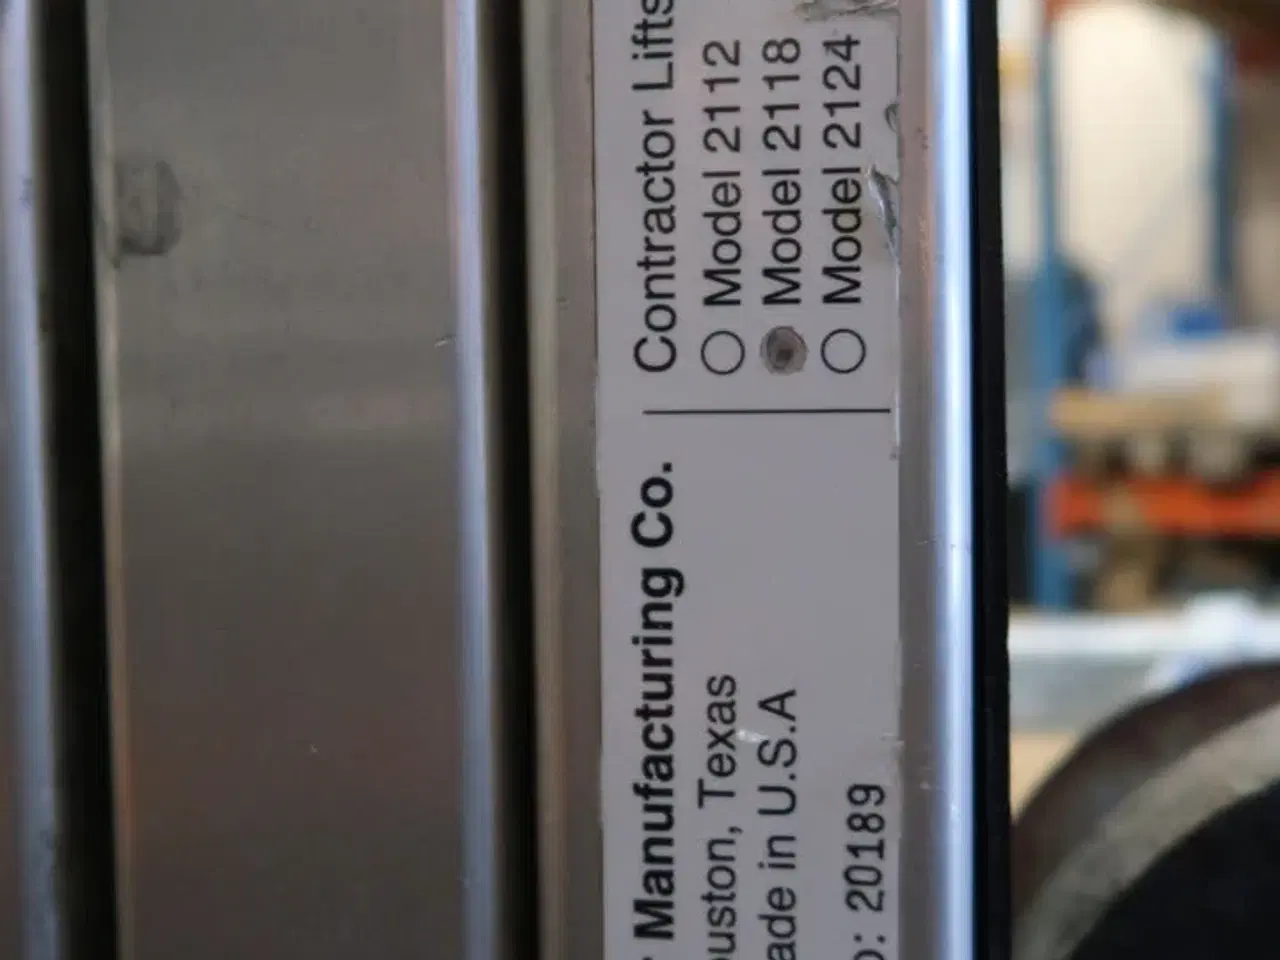 Manufacturing Co.
uston, Texas
ade in U.S.A
o: 20189
Contractor Lifts
Model 2112
Model 2118
Model 2124